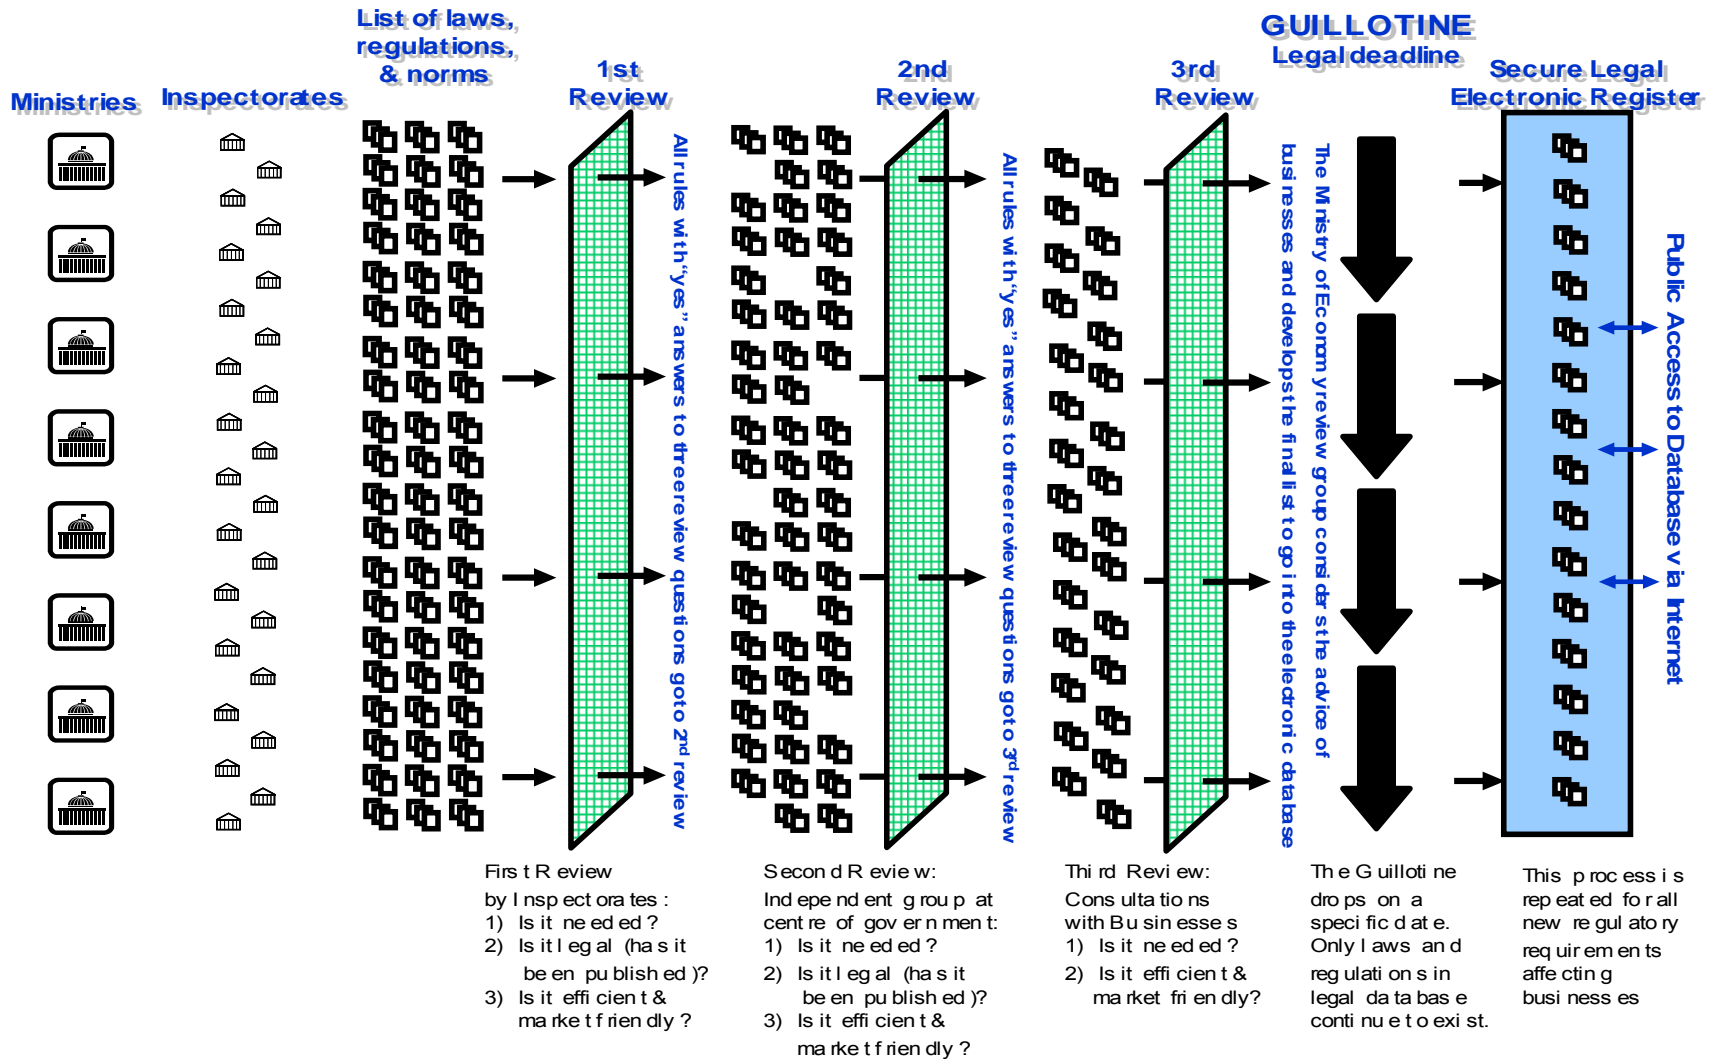 List of laws,
regulations,
& norms
GUILLOTINE
Legal deadline
Ministries
Inspectorates
1st
Review
2nd
Review
3rd
Review
Secure Legal
Electronic Register
All rules with "yes" answers to three review questions go to 2nd review
All rules with "yes" answers to three review questions go to 3rd review
The Ministry of Economy review group considers the advice of
businesses and develops the final list to go into the electronic database
Public Access to Database via Internet
First Review
by Inspectorates:
1) Is it needed?
2) Is it legal (has it
been published)?
3) Is it efficient &
market friendly?
Second Review:
Independent group at
centre of government:
1) Is it needed?
2) Is it legal (has it
been published)?
3) Is it efficient &
market friendly?
Third Review:
Consultations
with Businesses
1) Is it needed?
2) Is it efficient &
market friendly?
The Guillotine
drops on a
specific date.
Only laws and
regulations in
legal database
continue to exist.
This process is
repeated for all
new regulatory
requirements
affecting
businesses